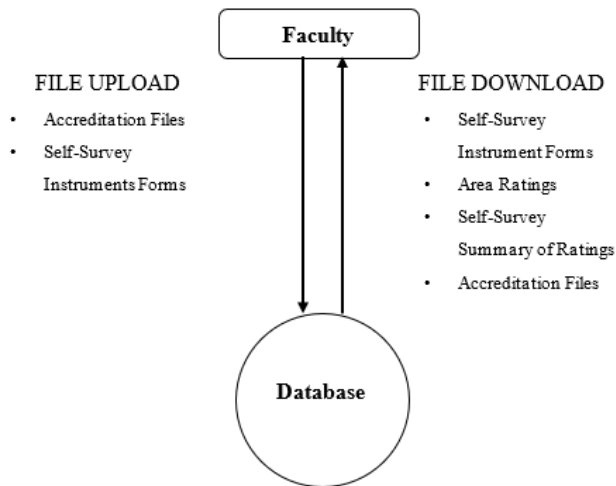 Faculty
FILE UPLOAD
• Accreditation Files
• Self-Survey
Instruments Forms
FILE DOWNLOAD
• Self-Survey
Instrument Forms
• Area Ratings
• Self-Survey
Summary of Ratings
• Accreditation Files
Database